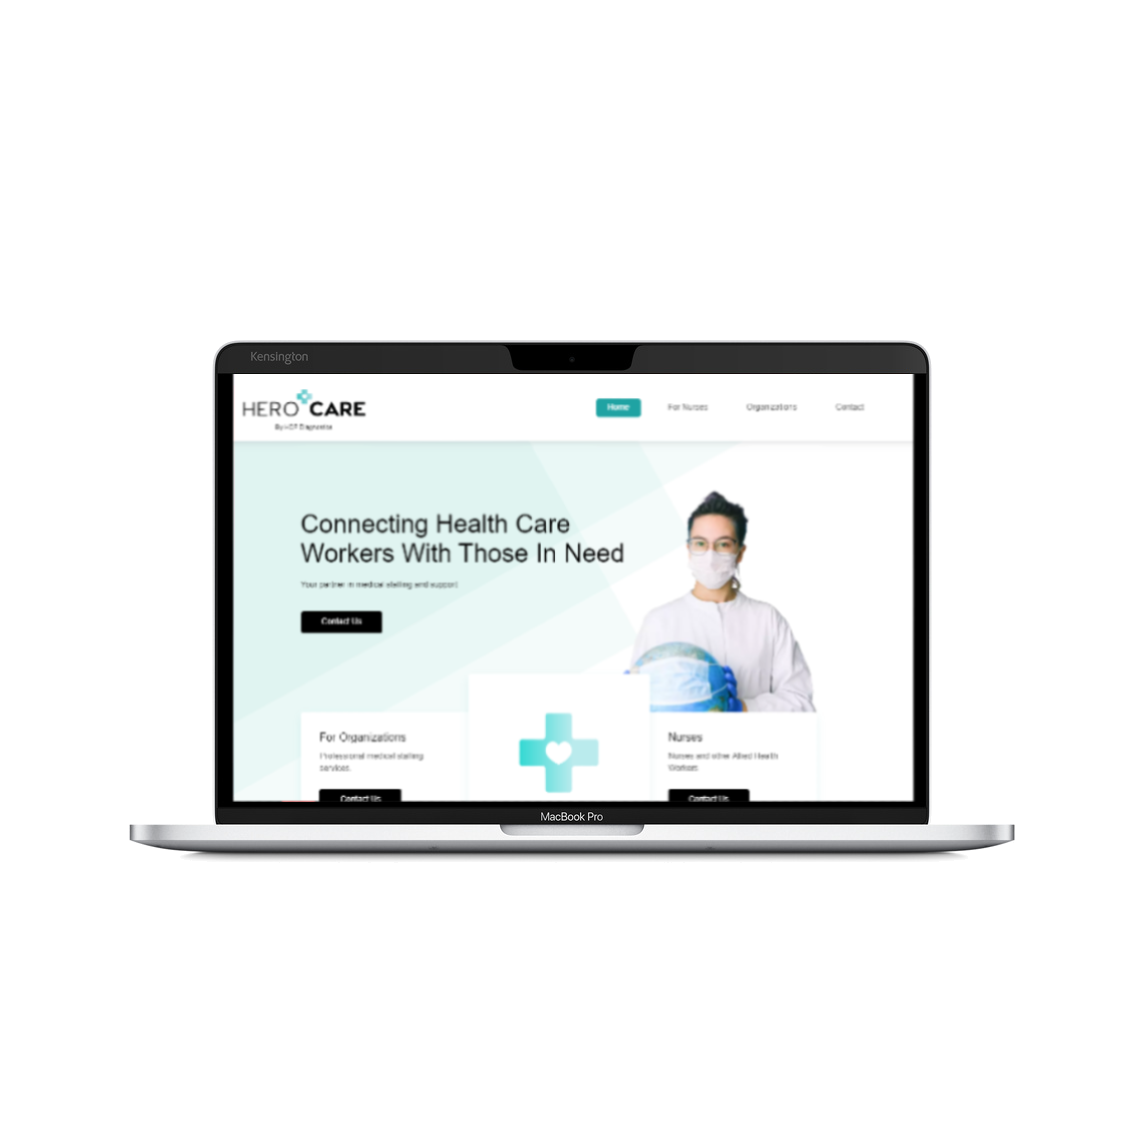 Kensington
HERO CARE
Home
For Nurses
Organizations
Contact
Connecting Health Care
Workers With Those In Need
Your partner in medical staffing and support
Contact Us
For Organizations
Professional medical staffing
services.
Contact Us
Nurses
Nurses and other Allied Health
Workers
Contact Us
MacBook Pro